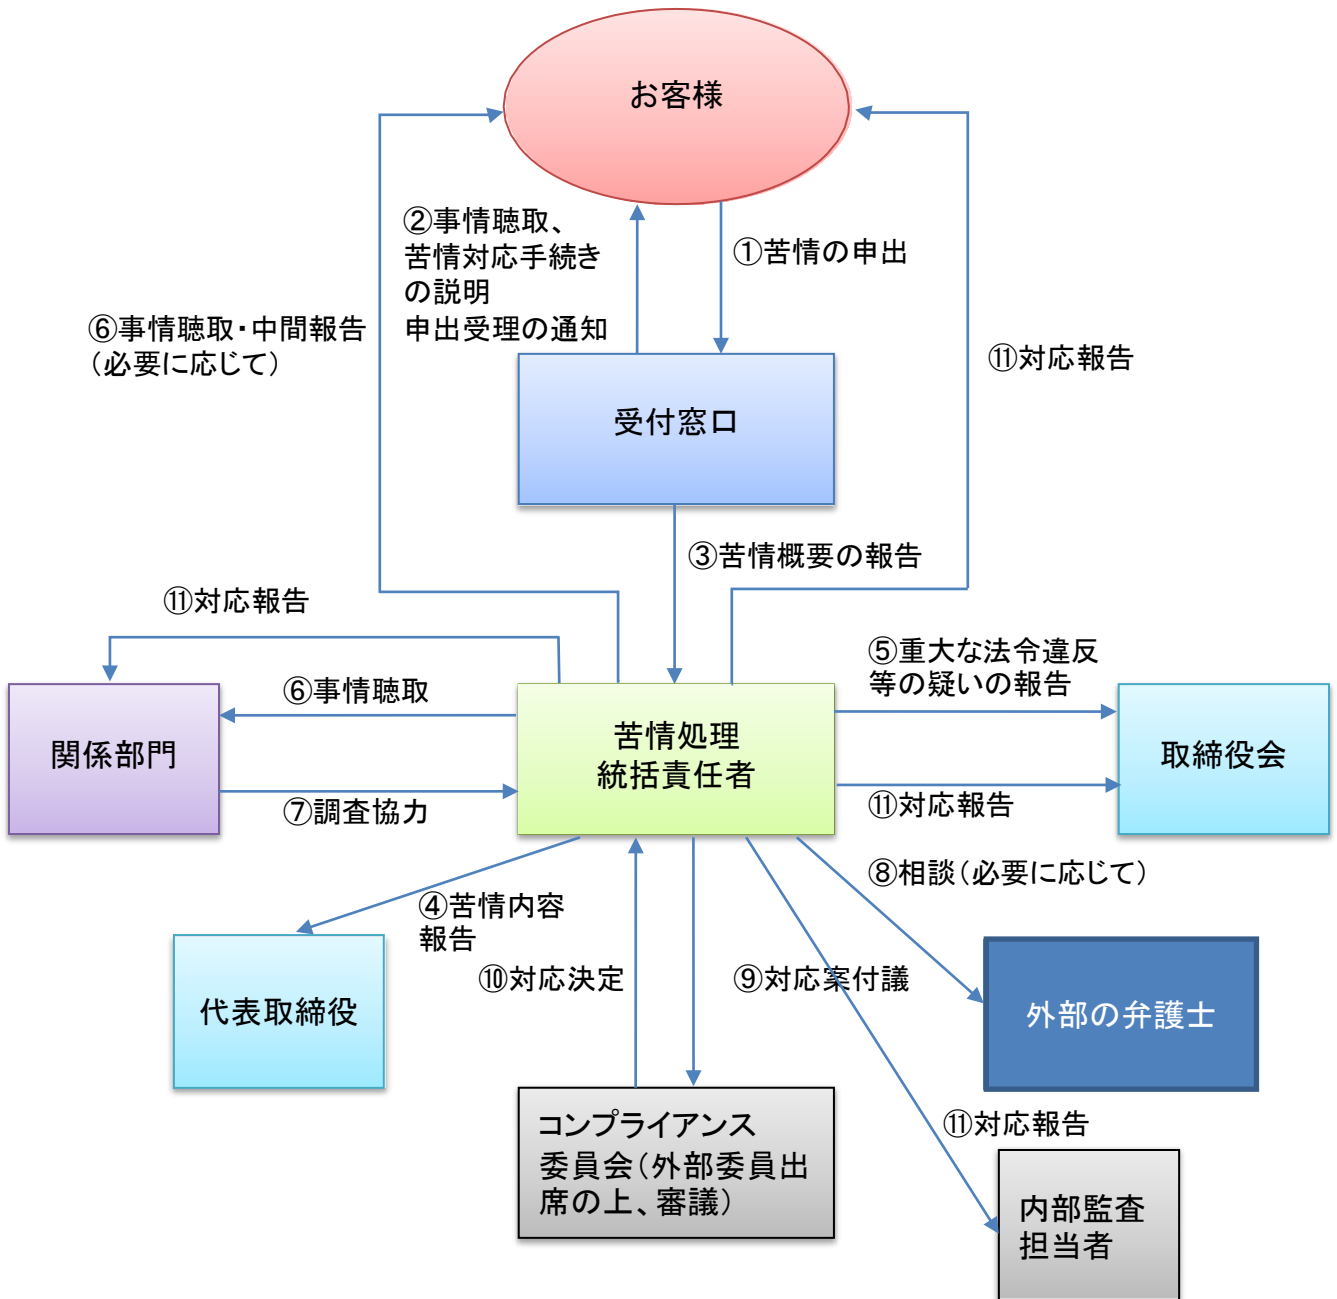 お客様
②事情聴取、
苦情対応手続き
の説明
申出受理の通知
①苦情の申出
⑥事情聴取・中間報告
（必要に応じて）
⑪対応報告
受付窓口
③苦情概要の報告
⑪対応報告
⑤重大な法令違反
等の疑いの報告
⑥事情聴取
関係部門
苦情処理
統括責任者
取締役会
⑦調査協力
⑪対応報告
⑧相談（必要に応じて）
④苦情内容
報告
⑩対応決定
⑨対応案付議
代表取締役
外部の弁護士
コンプライアンス
委員会（外部委員出
席の上、審議）
⑪対応報告
内部監査
担当者